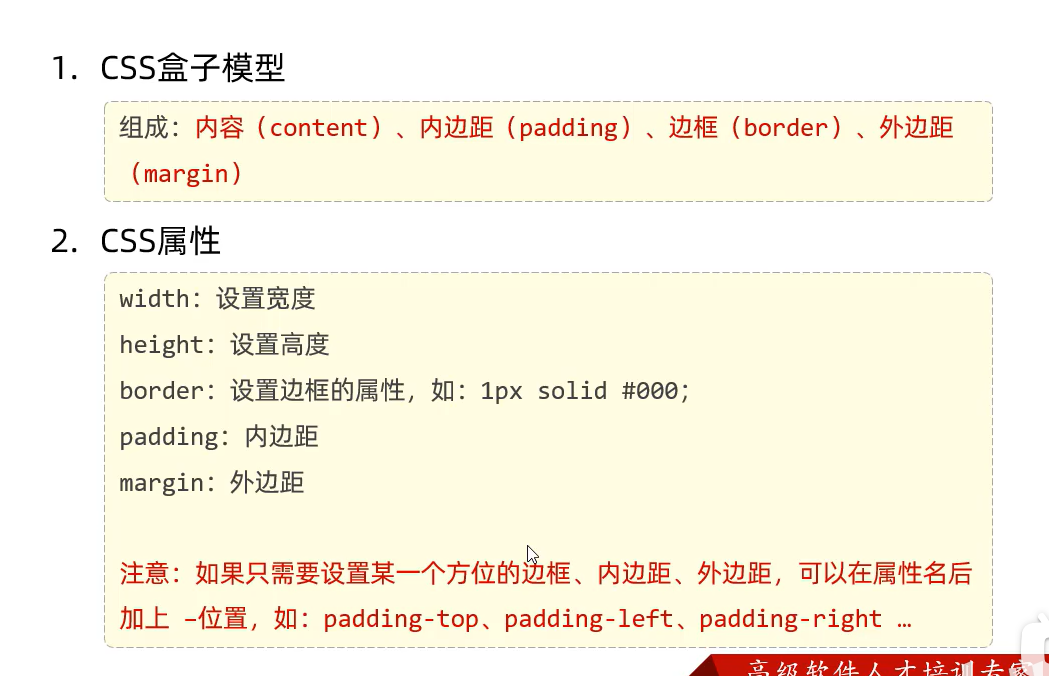 1. CSS盒子模型
组成：内容（content）、内边距（padding）、边框（border）、外边距
（margin）
2. CSS属性
width：设置宽度
height：设置高度
border：设置边框的属性，如：1px solid #000;
padding：内边距
margin：外边距
注意：如果只需要设置某一个方位的边框、内边距、外边距，可以在属性名后
加上 –位置，如：padding-top、padding-left、padding-right …
高级软件人才培训专家